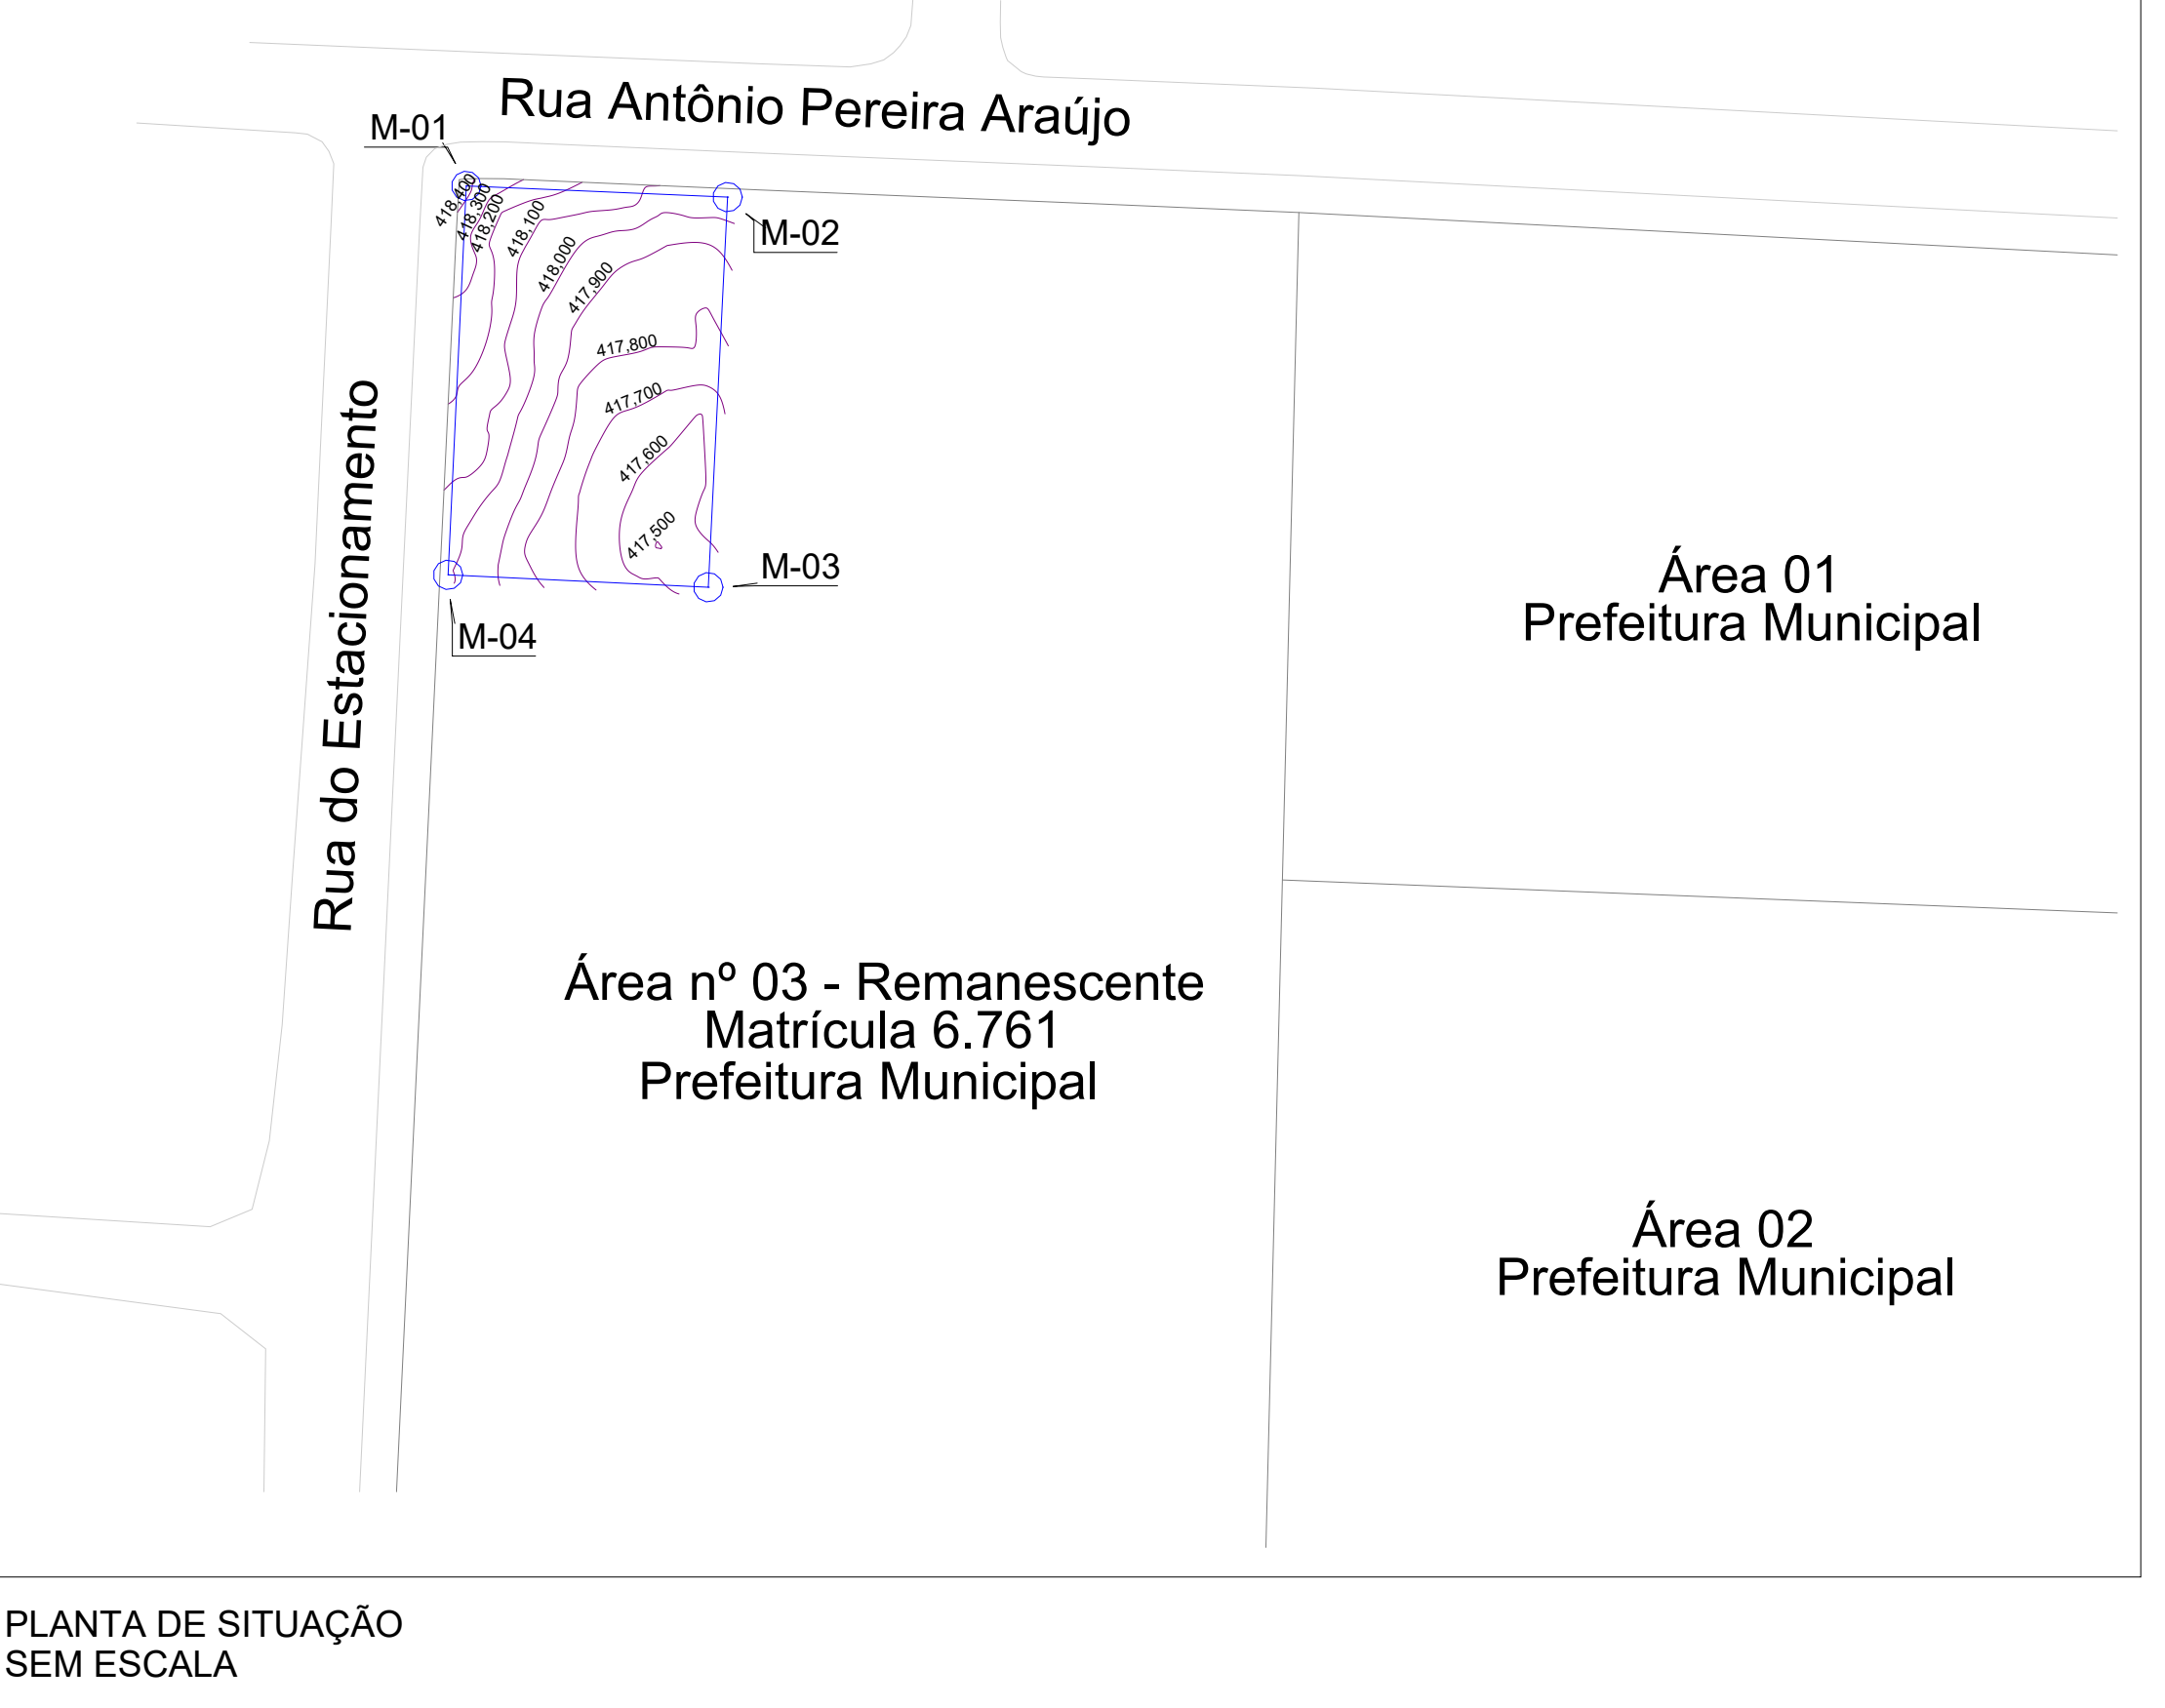 Rua Antônio Pereira Araújo
M-01
M-02
418,400
418,300
418,200
418,100
418,000
417,900
417,800
417,700
417,600
417,500
M-03
M-04
Rua do Estacionamento
Área 01
Prefeitura Municipal
Área nº 03 - Remanescente
Matrícula 6.761
Prefeitura Municipal
Área 02
Prefeitura Municipal
PLANTA DE SITUAÇÃO
SEM ESCALA